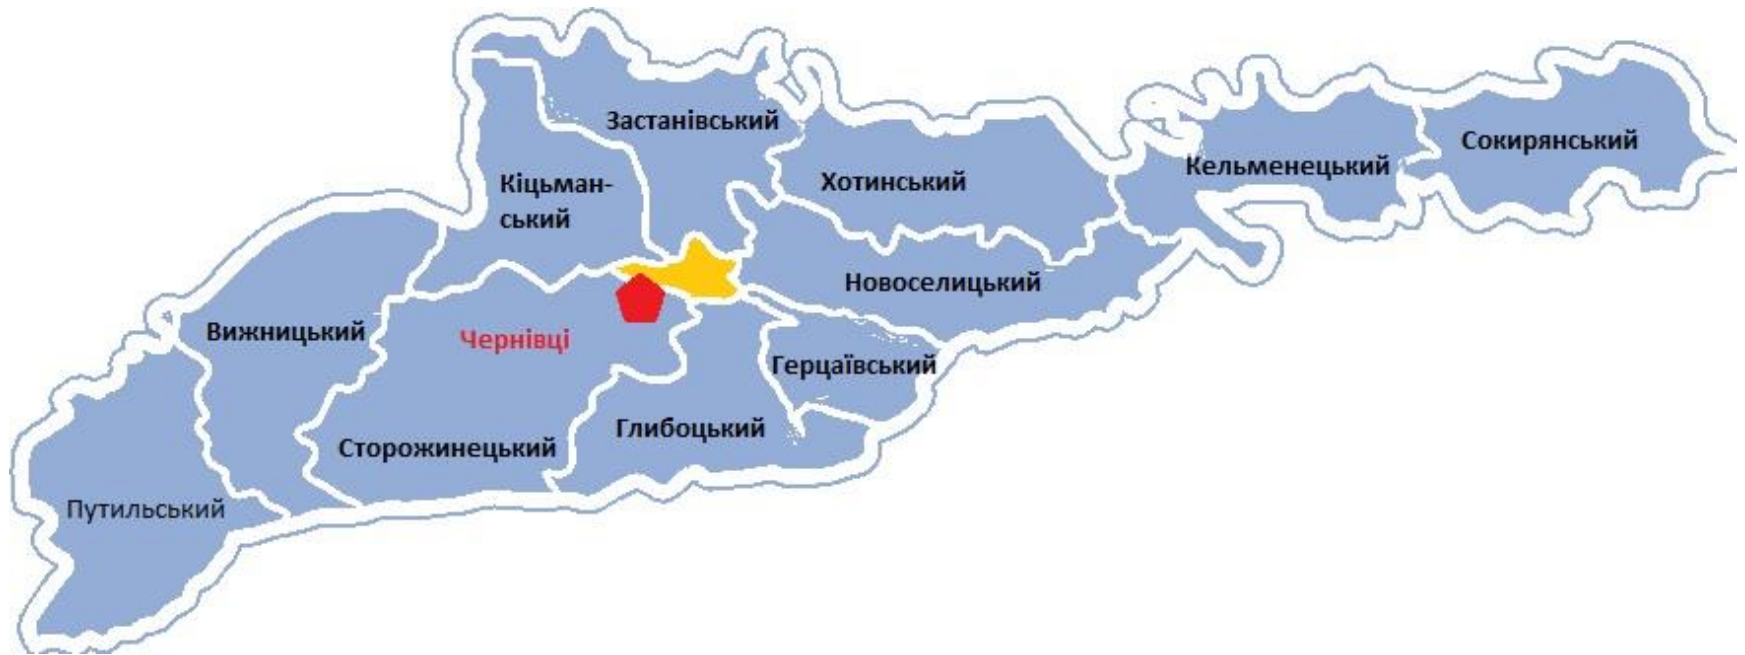 Застанівський
Сокирянський
Кельменецький
Кіцьман-
ський
Хотинський
Новоселицький
Вижницький
Чернівці
Герцаївський
Глибоцький
Сторожинецький
Путильський